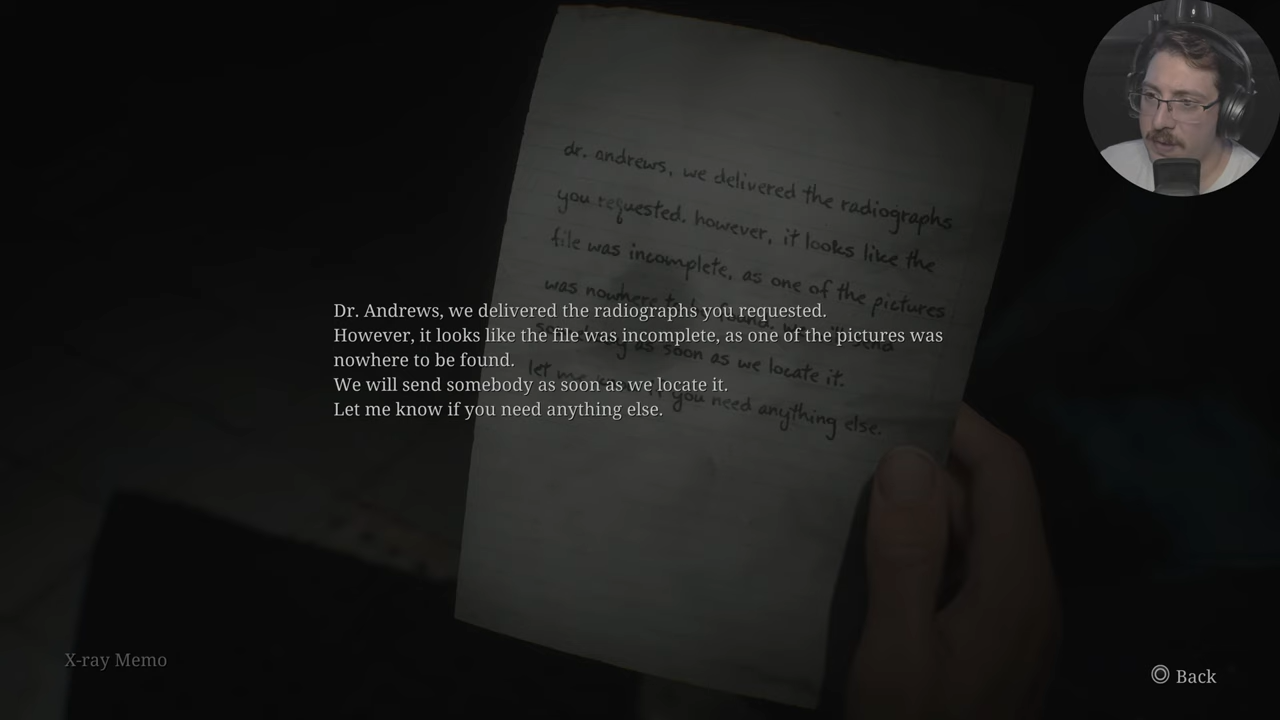 dr. andrews, we delivered the radiographs
you requested. however, it looks like the
file was incomplete, as one of the pictures
was nowhere
as soon as we locate it.
let me you need anything else.
Dr. Andrews, we delivered the radiographs you requested.
However, it looks like the file was incomplete, as one of the pictures was
nowhere to be found.
We will send somebody as soon as we locate it.
Let me know if you need anything else.
X-ray Memo
Back